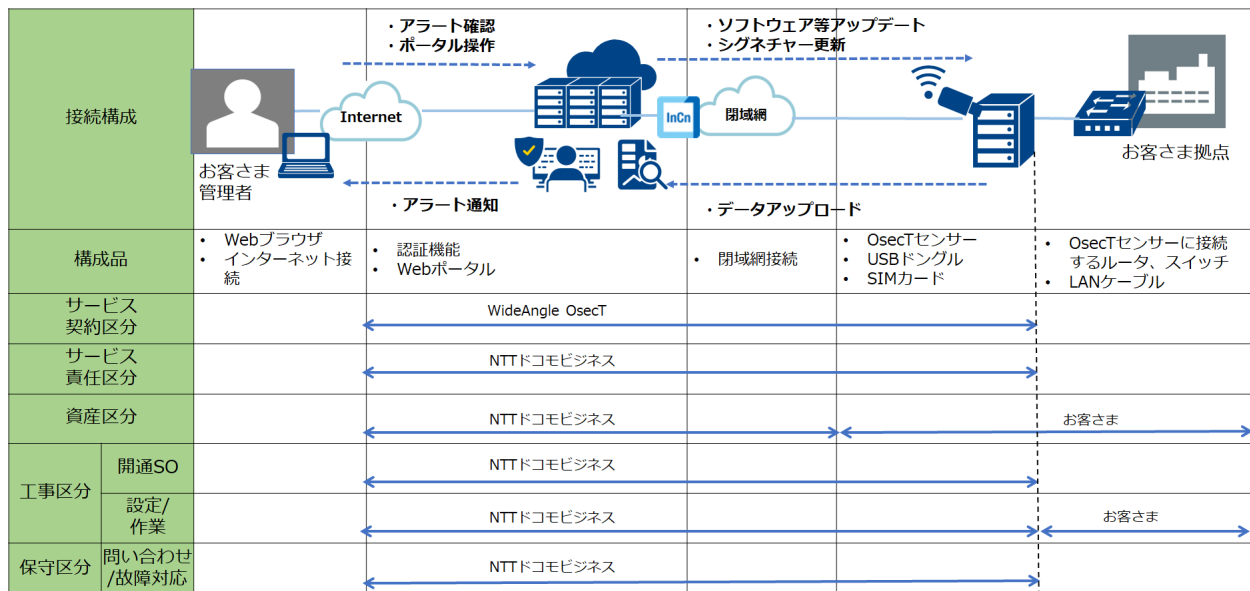 接続構成
・アラート確認
・ポータル操作
・ソフトウェア等アップデート
・シグネチャー更新
Internet
InCn
閉域網
お客さま
管理者
お客さま拠点
・アラート通知
・データアップロード
構成品
• Webブラウザ
• インターネット接
続
• 認証機能
• Webポータル
• 閉域網接続
• OsecTセンサー
• USBドングル
• SIMカード
• OsecTセンサーに接続
するルータ、スイッチ
• LANケーブル
サービス
契約区分
WideAngle OsecT
サービス
責任区分
NTTドコモビジネス
資産区分
NTTドコモビジネス
お客さま
工事区分
開通SO
NTTドコモビジネス
設定/
作業
NTTドコモビジネス
お客さま
保守区分
問い合わせ
/故障対応
NTTドコモビジネス